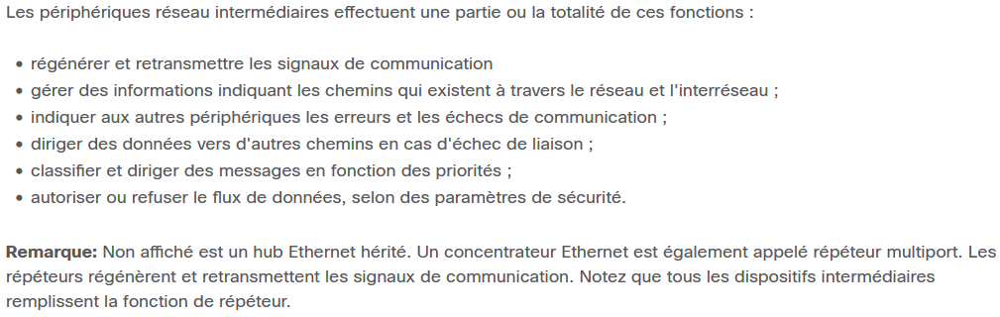 Les périphériques réseau intermédiaires effectuent une partie ou la totalité de ces fonctions :
• régénérer et retransmettre les signaux de communication
• gérer des informations indiquant les chemins qui existent à travers le réseau et l'interréseau ;
• indiquer aux autres périphériques les erreurs et les échecs de communication ;
• diriger des données vers d'autres chemins en cas d'échec de liaison ;
• classifier et diriger des messages en fonction des priorités ;
• autoriser ou refuser le flux de données, selon des paramètres de sécurité.
Remarque: Non affiché est un hub Ethernet hérité. Un concentrateur Ethernet est également appelé répéteur multiport. Les
répéteurs régénèrent et retransmettent les signaux de communication. Notez que tous les dispositifs intermédiaires
remplissent la fonction de répéteur.